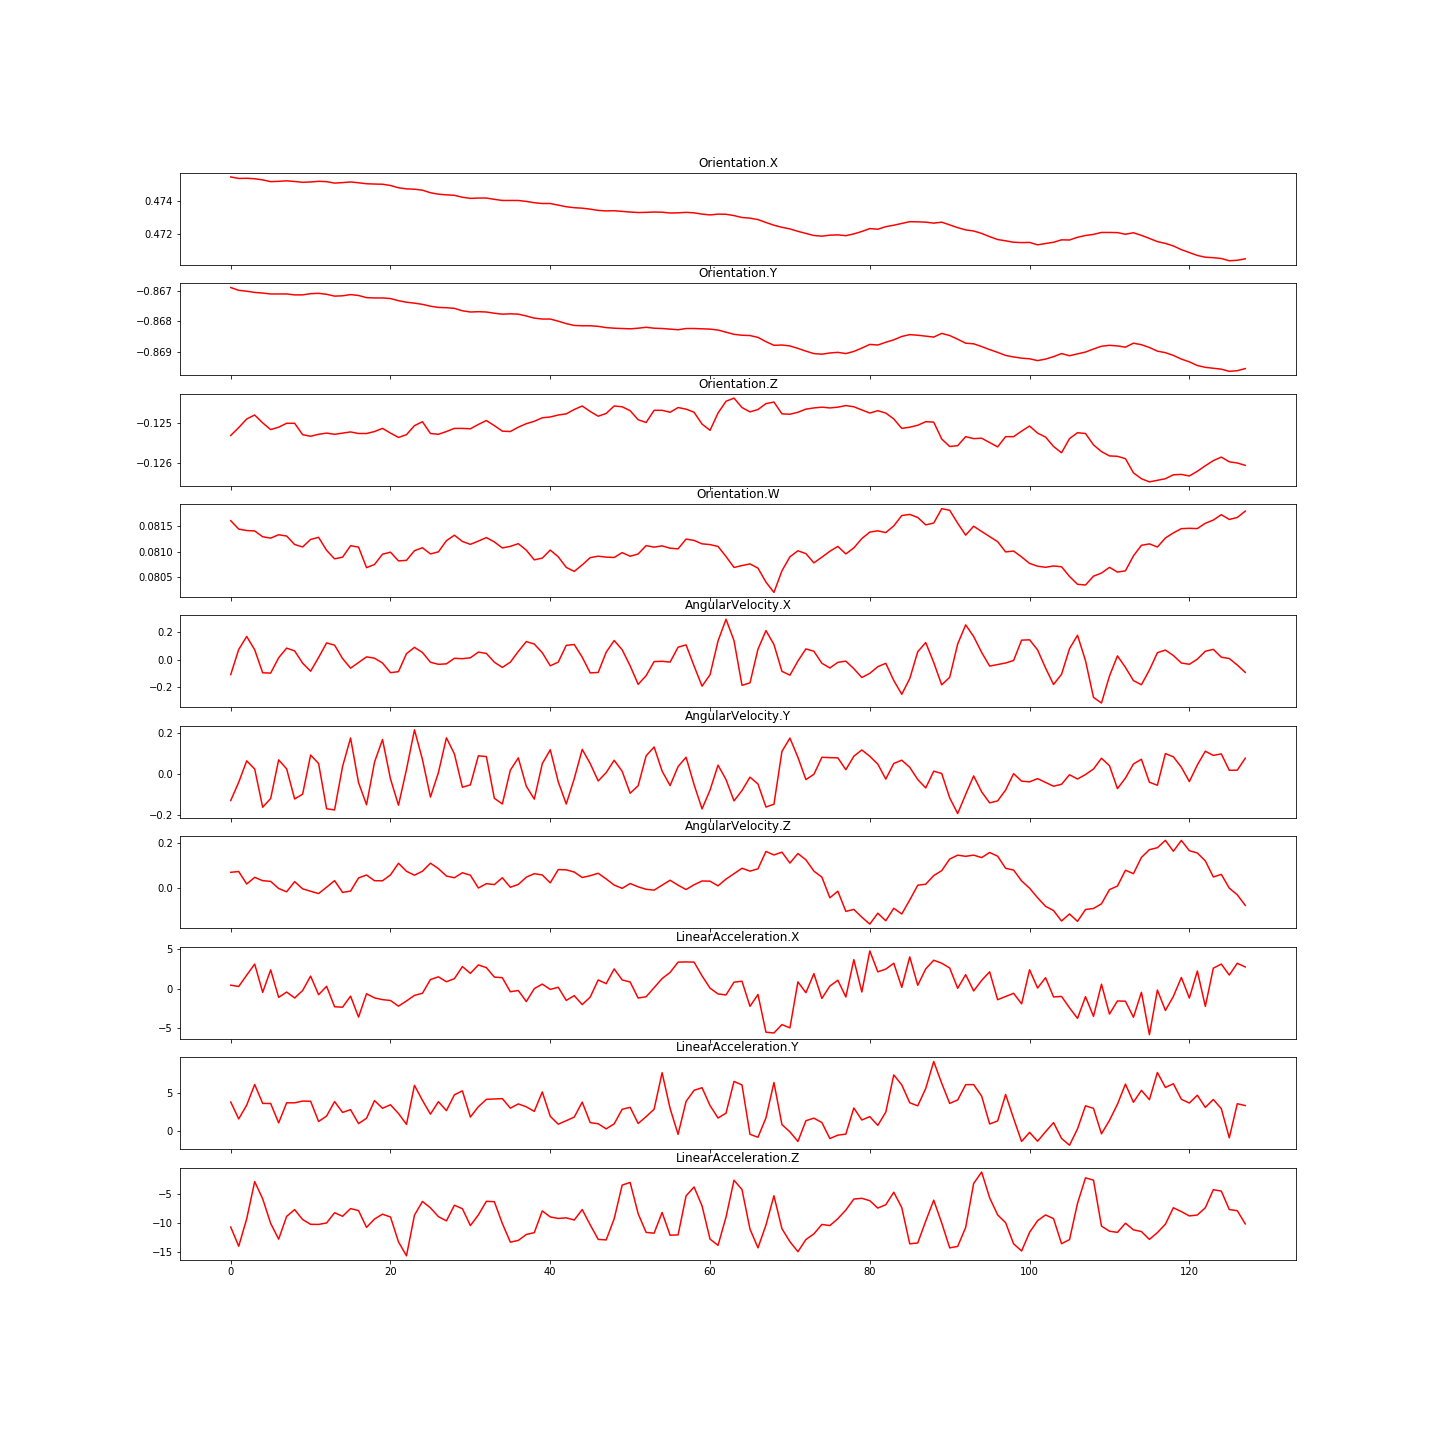 Orientation.X
0.474
0.472
Orientation.Y
−0.867
−0.868
−0.869
Orientation.Z
−0.125
−0.126
Orientation.W
0.0815
0.0810
0.0805
AngularVelocity.X
0.2
0.0
−0.2
AngularVelocity.Y
0.2
0.0
−0.2
AngularVelocity.Z
0.2
0.0
LinearAcceleration.X
5
0
−5
LinearAcceleration.Y
5
0
LinearAcceleration.Z
−5
−10
−15
0 20 40 60 80 100 120